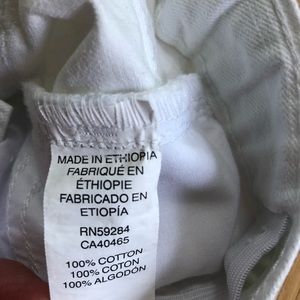 MADE IN ETHIOPIA
FABRIQUÉ EN
ÉTHIOPIE
FABRICADO EN
ETIOPÍA
RN59284
CA40465
100% COTTON
100% COTON
100% ALGODÓN